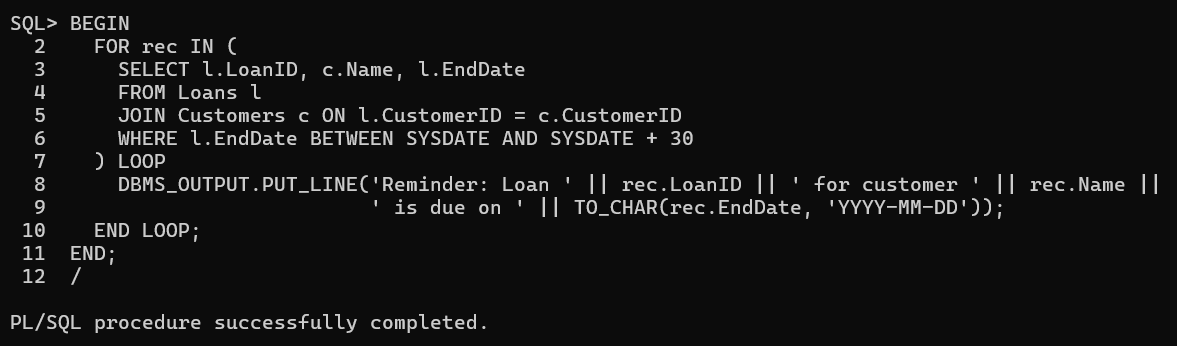 SQL> BEGIN
  2    FOR rec IN (
  3      SELECT l.LoanID, c.Name, l.EndDate
  4      FROM Loans l
  5      JOIN Customers c ON l.CustomerID = c.CustomerID
  6      WHERE l.EndDate BETWEEN SYSDATE AND SYSDATE + 30
  7    ) LOOP
  8      DBMS_OUTPUT.PUT_LINE('Reminder: Loan ' || rec.LoanID || ' for customer ' || rec.Name ||
  9                           ' is due on ' || TO_CHAR(rec.EndDate, 'YYYY-MM-DD'));
 10    END LOOP;
 11  END;
 12  /

PL/SQL procedure successfully completed.